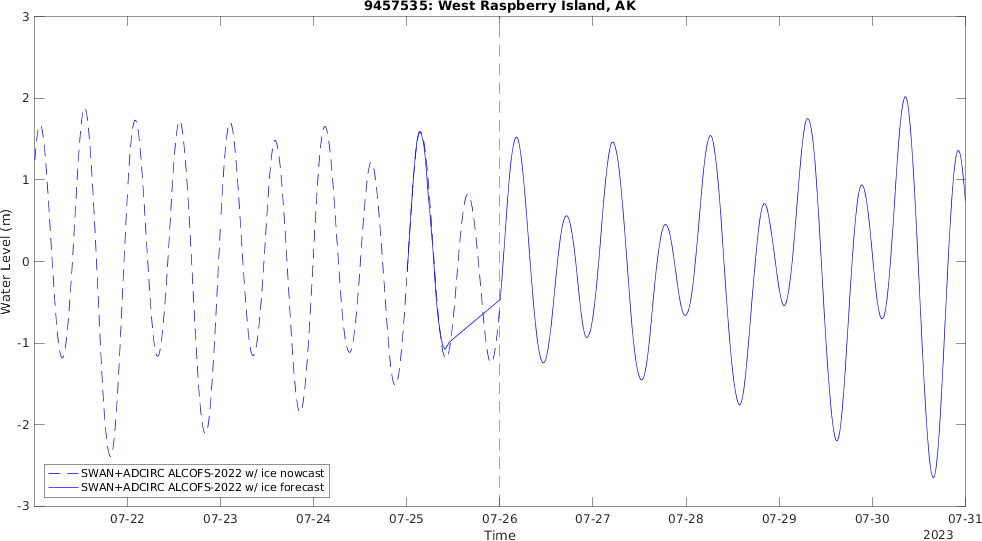 9457535: West Raspberry Island, AK
3
2
1
0
-1
-2
-3
Water Level (m)
SWAN+ADCIRC ALCOFS-2022 w/ ice nowcast
SWAN+ADCIRC ALCOFS-2022 w/ ice forecast
07-22 07-23 07-24 07-25 07-26 07-27 07-28 07-29 07-30 07-31
Time
2023